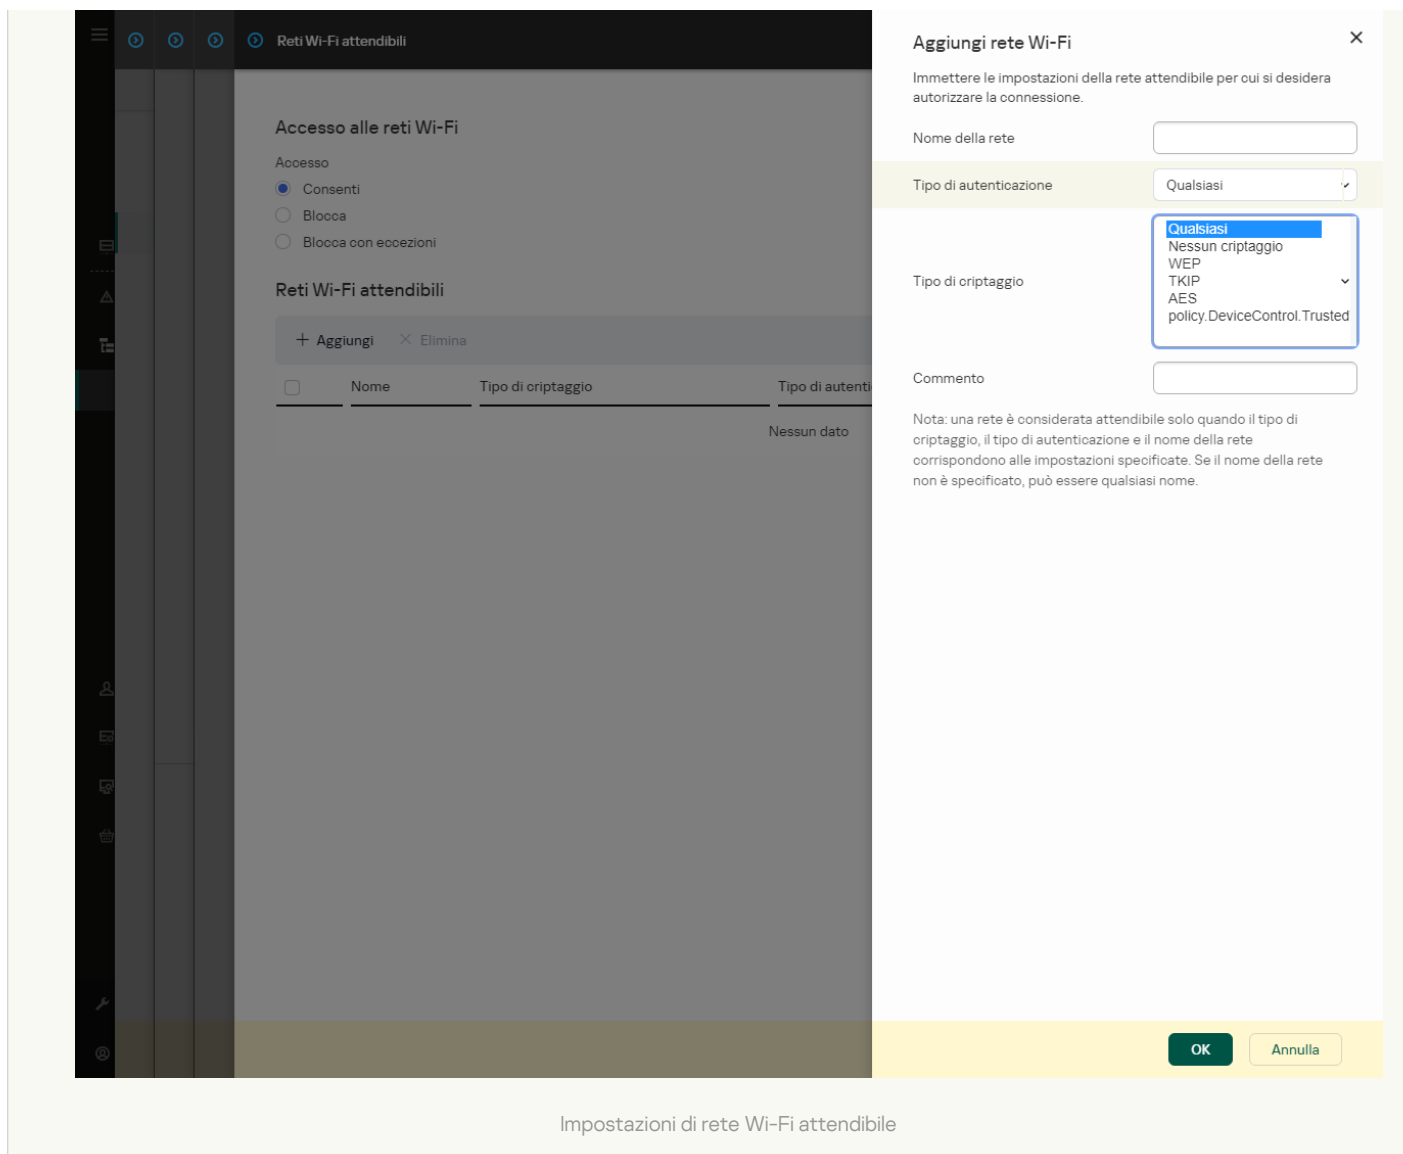 Reti Wi-Fi attendibili
Accesso alle reti Wi-Fi
Accesso
Consenti
Blocca
Blocca con eccezioni
Reti Wi-Fi attendibili
+ Aggiungi × Elimina
Nome Tipo di criptaggio Tipo di autenti
Nessun dato
Aggiungi rete Wi-Fi
Immettere le impostazioni della rete attendibile per cui si desidera
autorizzare la connessione.
Nome della rete
Tipo di autenticazione Qualsiasi
Tipo di criptaggio
Qualsiasi
Nessun criptaggio
WEP
TKIP
AES
policy.DeviceControl.Trusted
Commento
Nota: una rete è considerata attendibile solo quando il tipo di
criptaggio, il tipo di autenticazione e il nome della rete
corrispondono alle impostazioni specificate. Se il nome della rete
non è specificato, può essere qualsiasi nome.
OK Annulla
Impostazioni di rete Wi-Fi attendibile